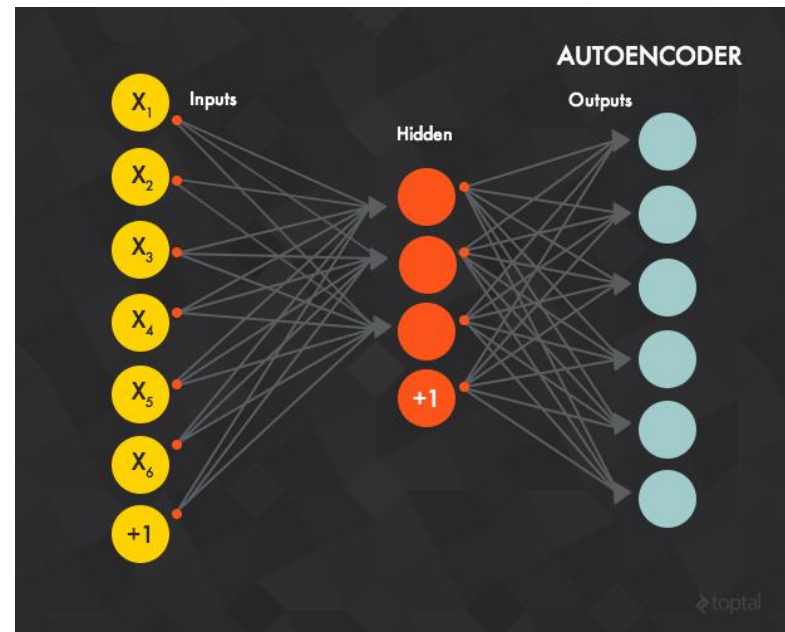 AUTOENCODER
Inputs
Hidden
Outputs
X₁
X₂
X₃
X₄
X₅
X₆
+1
+1
toptal